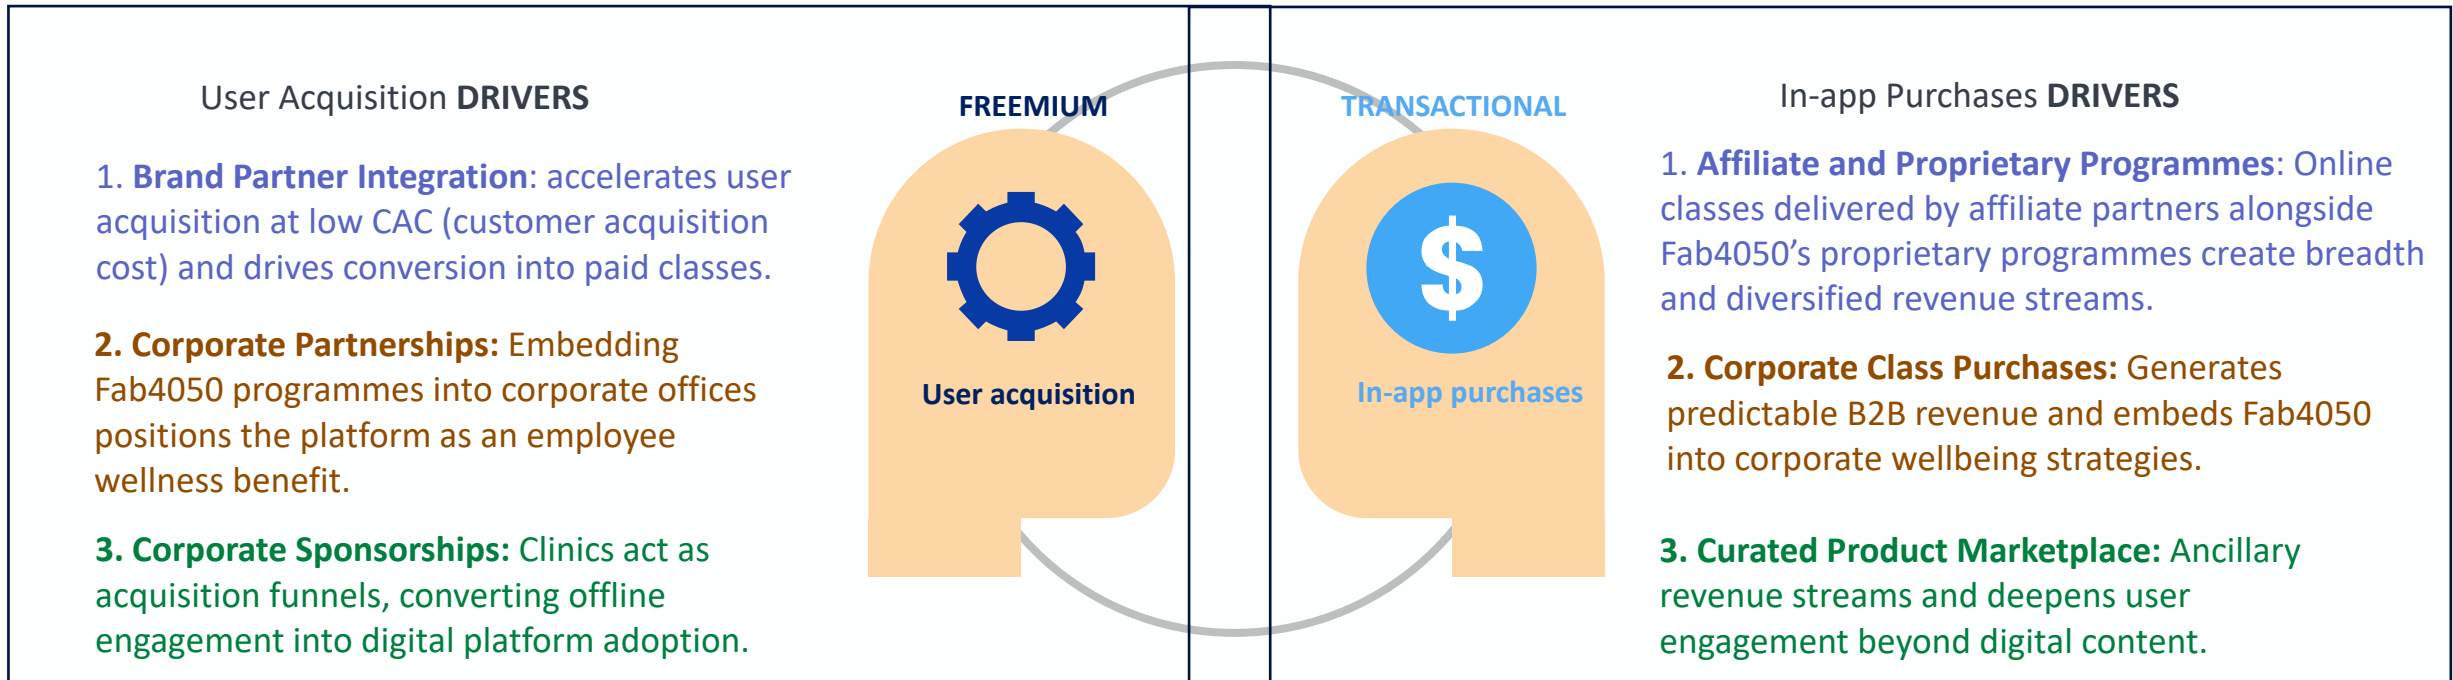 User Acquisition DRIVERS
1. Brand Partner Integration: accelerates user
acquisition at low CAC (customer acquisition
cost) and drives conversion into paid classes.
2. Corporate Partnerships: Embedding
Fab4050 programmes into corporate offices
positions the platform as an employee
wellness benefit.
3. Corporate Sponsorships: Clinics act as
acquisition funnels, converting offline
engagement into digital platform adoption.
FREEMIUM
User acquisition
TRANSACTIONAL
$
In-app purchases
In-app Purchases DRIVERS
1. Affiliate and Proprietary Programmes: Online
classes delivered by affiliate partners alongside
Fab4050’s proprietary programmes create breadth
and diversified revenue streams.
2. Corporate Class Purchases: Generates
predictable B2B revenue and embeds Fab4050
into corporate wellbeing strategies.
3. Curated Product Marketplace: Ancillary
revenue streams and deepens user
engagement beyond digital content.